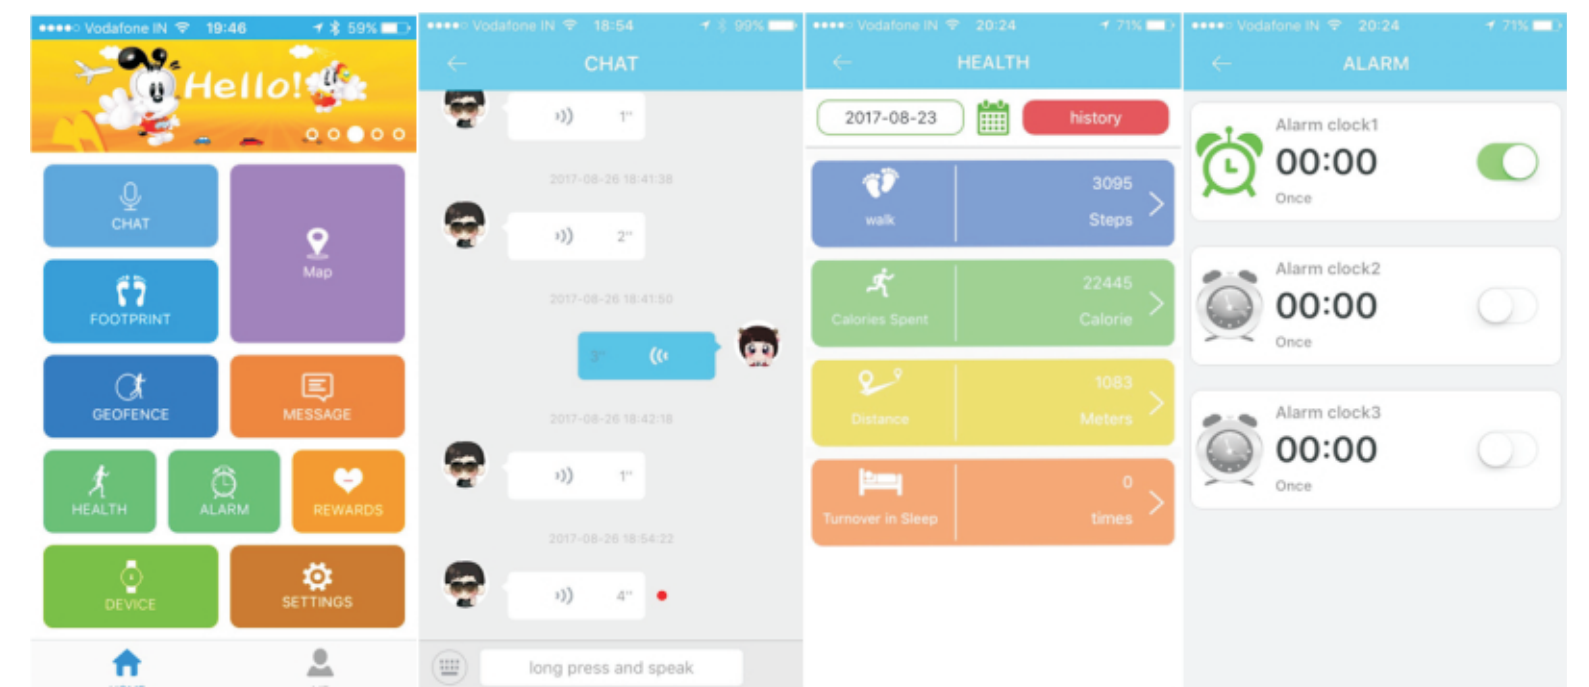 Vodafone IN 19:46 59%
Hello!
CHAT
Map
FOOTPRINT
GEOFENCE
MESSAGE
HEALTH
ALARM
REWARDS
DEVICE
SETTINGS
Vodafone IN 18:54 99%
CHAT
1"
2017-08-26 18:41:38
2"
2017-08-26 18:41:50
3"
2017-08-26 18:42:18
1"
2017-08-26 18:54:22
4"
long press and speak
Vodafone IN 20:24 71%
HEALTH
2017-08-23
history
walk
3095
Steps
Calories Spent
22445
Calorie
Distance
1083
Meters
Turnover in Sleep
0
times
Vodafone IN 20:24 71%
ALARM
Alarm clock1
00:00
Once
Alarm clock2
00:00
Once
Alarm clock3
00:00
Once